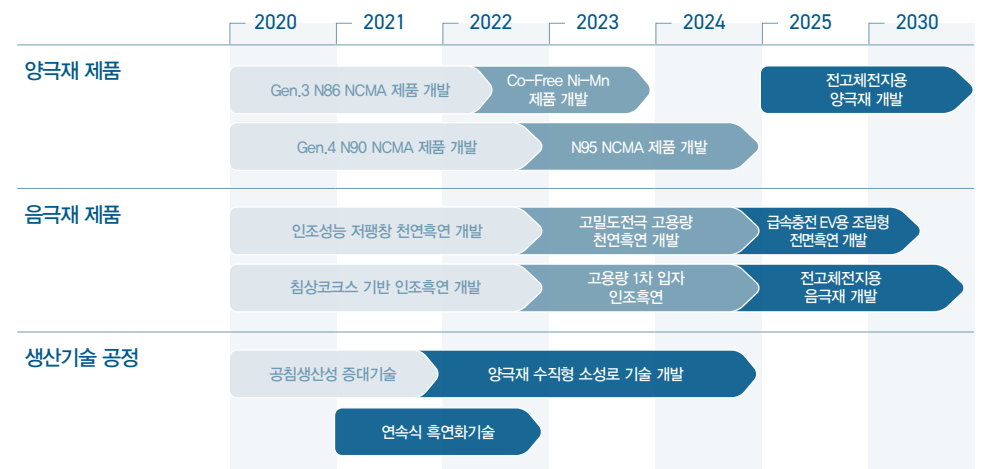 2020
2021
2022
2023
2024
2025
2030
양극재 제품
Gen.3 N86 NCMA 제품 개발
Co-Free Ni-Mn
제품 개발
전고체전지용
양극재 개발
Gen.4 N90 NCMA 제품 개발
N95 NCMA 제품 개발
음극재 제품
인조성능 저팽창 천연흑연 개발
고밀도전극 고용량
천연흑연 개발
급속충전 EV용 조립형
전면흑연 개발
침상코크스 기반 인조흑연 개발
고용량 1차 입자
인조흑연
전고체전지용
음극재 개발
생산기술 공정
공침생산성 증대기술
양극재 수직형 소성로 기술 개발
연속식 흑연화기술